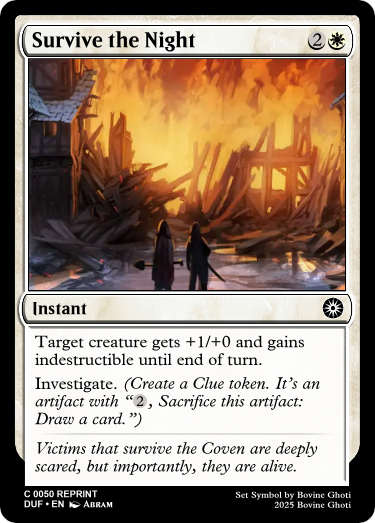 Survive the Night 2
Instant
Target creature gets +1/+0 and gains
indestructible until end of turn.
Investigate. (Create a Clue token. It's an
artifact with “2, Sacrifice this artifact:
Draw a card.”)
Victims that survive the Coven are deeply
scared, but importantly, they are alive.
C 0050 REPRINT
DUF • EN Abram
Set Symbol by Bovine Ghoti
2025 Bovine Ghoti